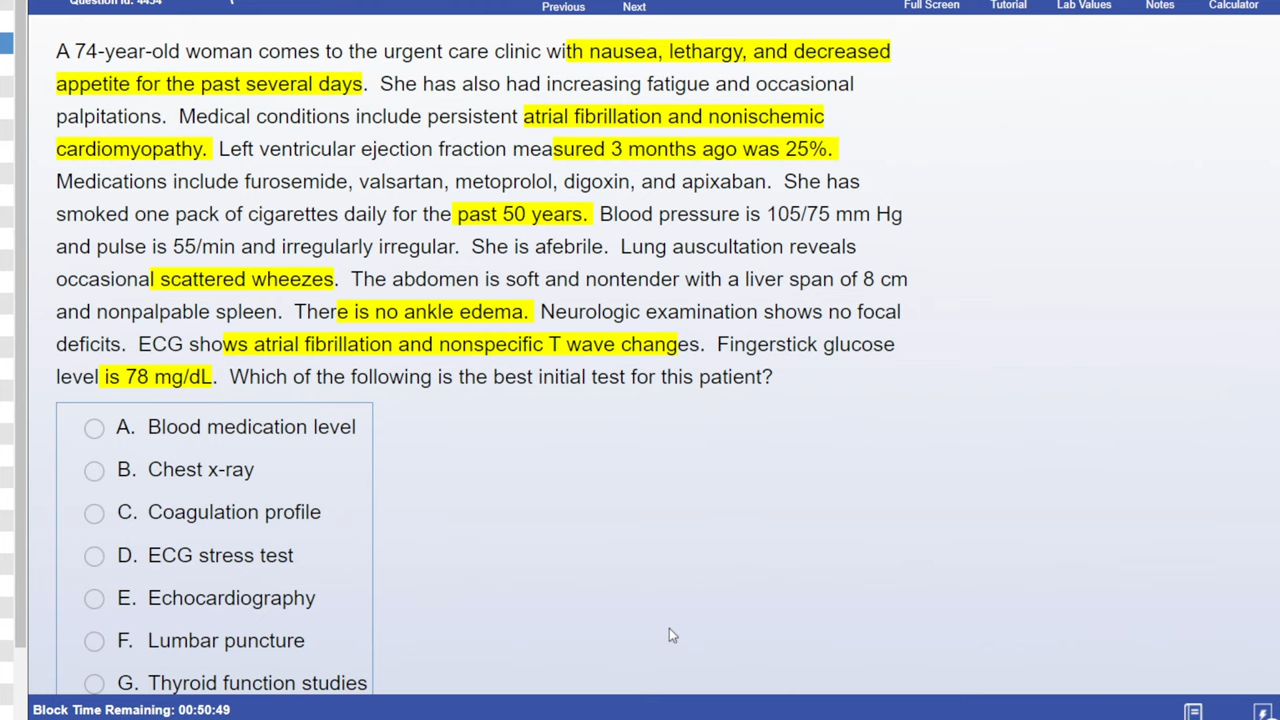 Question Id: 4434
Previous Next Full Screen Tutorial Lab Values Notes Calculator
A 74-year-old woman comes to the urgent care clinic with nausea, lethargy, and decreased
appetite for the past several days. She has also had increasing fatigue and occasional
palpitations. Medical conditions include persistent atrial fibrillation and nonischemic
cardiomyopathy. Left ventricular ejection fraction measured 3 months ago was 25%.
Medications include furosemide, valsartan, metoprolol, digoxin, and apixaban. She has
smoked one pack of cigarettes daily for the past 50 years. Blood pressure is 105/75 mm Hg
and pulse is 55/min and irregularly irregular. She is afebrile. Lung auscultation reveals
occasional scattered wheezes. The abdomen is soft and nontender with a liver span of 8 cm
and nonpalpable spleen. There is no ankle edema. Neurologic examination shows no focal
deficits. ECG shows atrial fibrillation and nonspecific T wave changes. Fingerstick glucose
level is 78 mg/dL. Which of the following is the best initial test for this patient?
A. Blood medication level
B. Chest x-ray
C. Coagulation profile
D. ECG stress test
E. Echocardiography
F. Lumbar puncture
G. Thyroid function studies
Block Time Remaining: 00:50:49